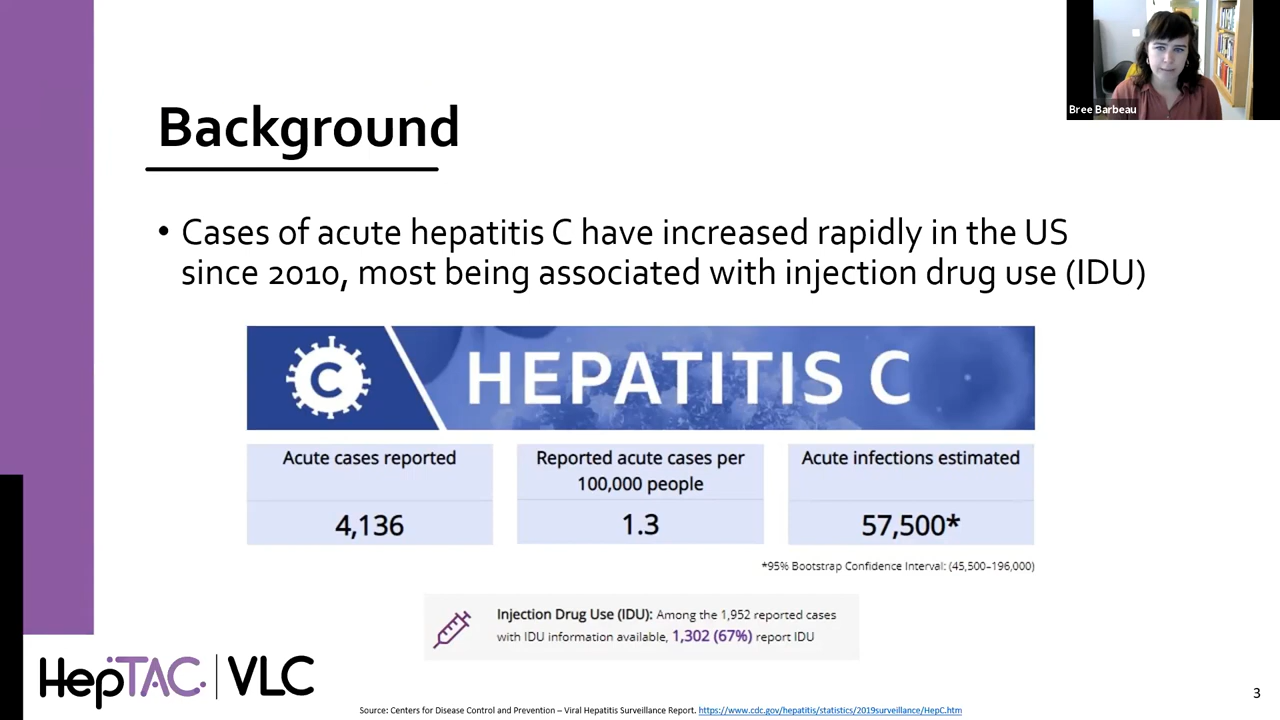 Bree Barbeau
Background
• Cases of acute hepatitis C have increased rapidly in the US
since 2010, most being associated with injection drug use (IDU)
C
HEPATITIS C
Acute cases reported
4,136
Reported acute cases per
100,000 people
1.3
Acute infections estimated
57,500*
*95% Bootstrap Confidence Interval: (45,500–196,000)
Injection Drug Use (IDU): Among the 1,952 reported cases
with IDU information available, 1,302 (67%) report IDU
HepTAC | VLC
Source: Centers for Disease Control and Prevention – Viral Hepatitis Surveillance Report. https://www.cdc.gov/hepatitis/statistics/2019surveillance/HepC.htm
3